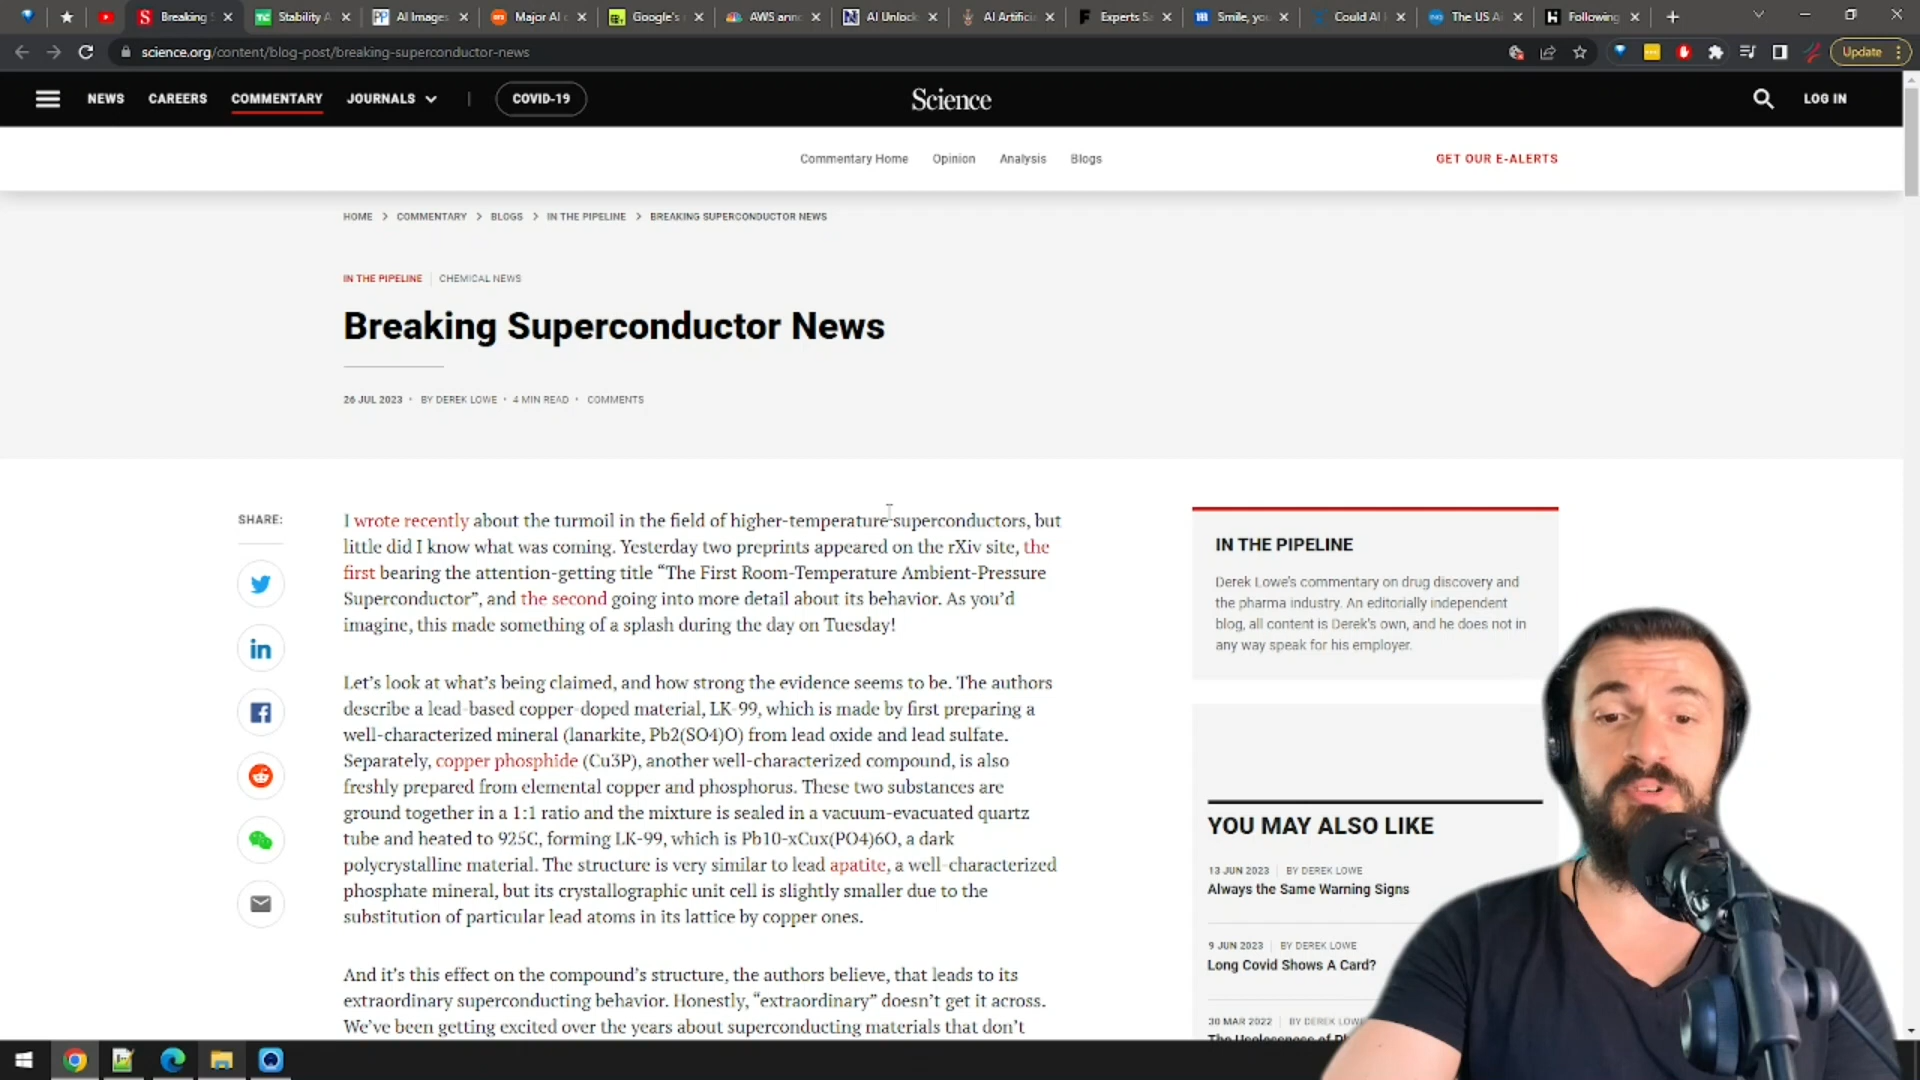 Breaking S
Stability A
AI Images
Major AI c
Google's
AWS ann
AI Unlock
AI Artific
Experts Sa
Smile, you
Could AI
The US Ai
Following
science.org/content/blog-post/breaking-superconductor-news
Update
NEWS
CAREERS
COMMENTARY
JOURNALS
COVID-19
Science
LOG IN
Commentary Home
Opinion
Analysis
Blogs
GET OUR E-ALERTS
HOME > COMMENTARY > BLOGS > IN THE PIPELINE > BREAKING SUPERCONDUCTOR NEWS
IN THE PIPELINE | CHEMICAL NEWS
Breaking Superconductor News
26 JUL 2023 • BY DEREK LOWE • 4 MIN READ • COMMENTS
SHARE:
I wrote recently about the turmoil in the field of higher-temperature superconductors, but
little did I know what was coming. Yesterday two preprints appeared on the rXiv site, the
first bearing the attention-getting title “The First Room-Temperature Ambient-Pressure
Superconductor”, and the second going into more detail about its behavior. As you’d
imagine, this made something of a splash during the day on Tuesday!
Let’s look at what’s being claimed, and how strong the evidence seems to be. The authors
describe a lead-based copper-doped material, LK-99, which is made by first preparing a
well-characterized mineral (lanarkite, Pb2(SO4)O) from lead oxide and lead sulfate.
Separately, copper phosphide (Cu3P), another well-characterized compound, is also
freshly prepared from elemental copper and phosphorus. These two substances are
ground together in a 1:1 ratio and the mixture is sealed in a vacuum-evacuated quartz
tube and heated to 925C, forming LK-99, which is Pb10-xCux(PO4)6O, a dark
polycrystalline material. The structure is very similar to lead apatite, a well-characterized
phosphate mineral, but its crystallographic unit cell is slightly smaller due to the
substitution of particular lead atoms in its lattice by copper ones.
And it’s this effect on the compound’s structure, the authors believe, that leads to its
extraordinary superconducting behavior. Honestly, “extraordinary” doesn’t get it across.
We’ve been getting excited over the years about superconducting materials that don’t
IN THE PIPELINE
Derek Lowe's commentary on drug discovery and
the pharma industry. An editorially independent
blog, all content is Derek's own, and he does not in
any way speak for his employer.
YOU MAY ALSO LIKE
13 JUN 2023 | BY DEREK LOWE
Always the Same Warning Signs
9 JUN 2023 | BY DEREK LOWE
Long Covid Shows A Card?
30 MAR 2022 | BY DEREK LOWE
The Uselessness of